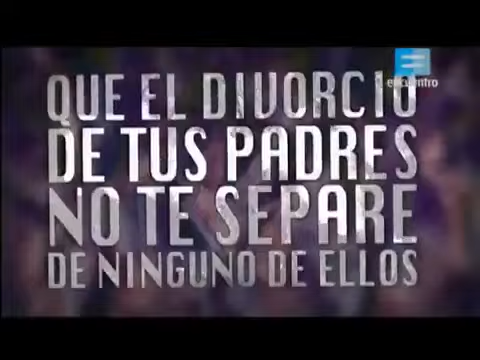 encuentro
QUE EL DIVORCIO
DE TUS PADRES
NO TE SEPARE
DE NINGUNO DE ELLOS